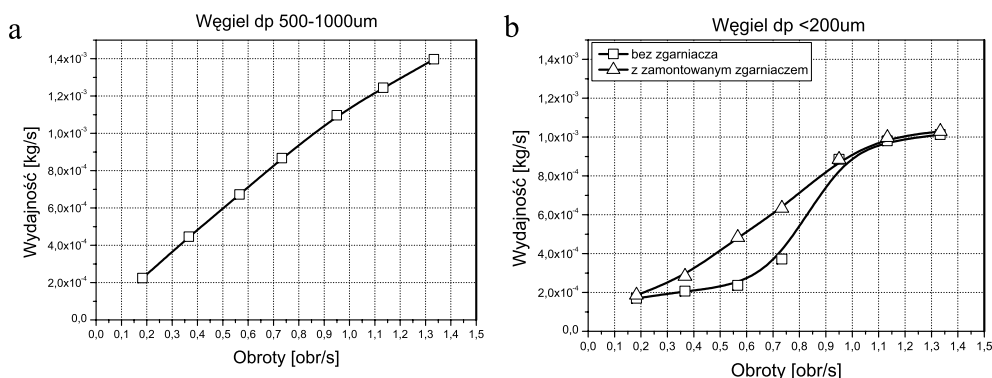 a
Węgiel dp 500-1000um
Wydajność [kg/s]
1,4x10⁻³
1,2x10⁻³
1,0x10⁻³
8,0x10⁻⁴
6,0x10⁻⁴
4,0x10⁻⁴
2,0x10⁻⁴
0,0
0,0 0,1 0,2 0,3 0,4 0,5 0,6 0,7 0,8 0,9 1,0 1,1 1,2 1,3 1,4 1,5
Obroty [obr/s]
b
Węgiel dp <200um
bez zgarniacza
z zamontowanym zgarniaczem
Wydajność [kg/s]
1,4x10⁻³
1,2x10⁻³
1,0x10⁻³
8,0x10⁻⁴
6,0x10⁻⁴
4,0x10⁻⁴
2,0x10⁻⁴
0,0
0,0 0,1 0,2 0,3 0,4 0,5 0,6 0,7 0,8 0,9 1,0 1,1 1,2 1,3 1,4 1,5
Obroty [obr/s]